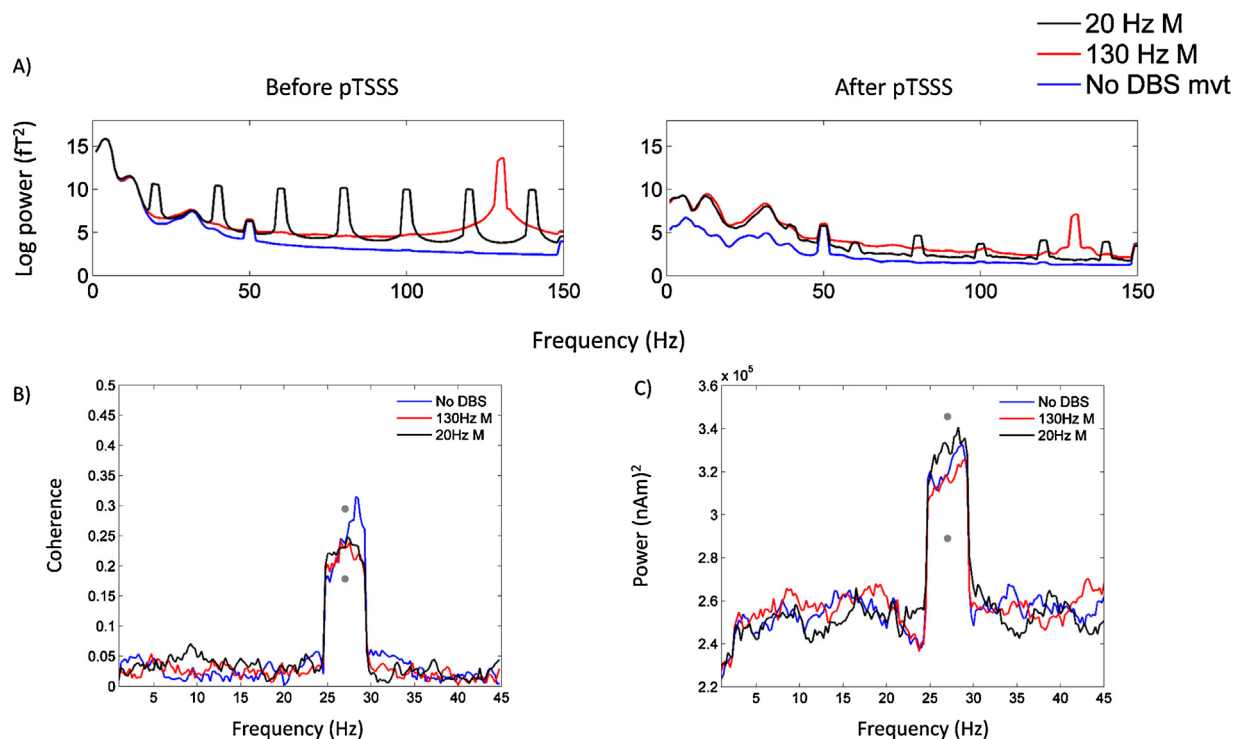 20 Hz M
130 Hz M
No DBS mvt
A)
Before pTSSS
After pTSSS
Log power (fT²)
15
10
5
0
0
50
100
150
15
10
5
0
0
50
100
150
Frequency (Hz)
B)
Coherence
0.5
0.45
0.4
0.35
0.3
0.25
0.2
0.15
0.1
0.05
0
5
10
15
20
25
30
35
40
45
No DBS
130Hz M
20Hz M
Frequency (Hz)
C)
Power (nAm)²
x 10⁵
3.6
3.4
3.2
3
2.8
2.6
2.4
2.2
5
10
15
20
25
30
35
40
45
No DBS
130Hz M
20Hz M
Frequency (Hz)